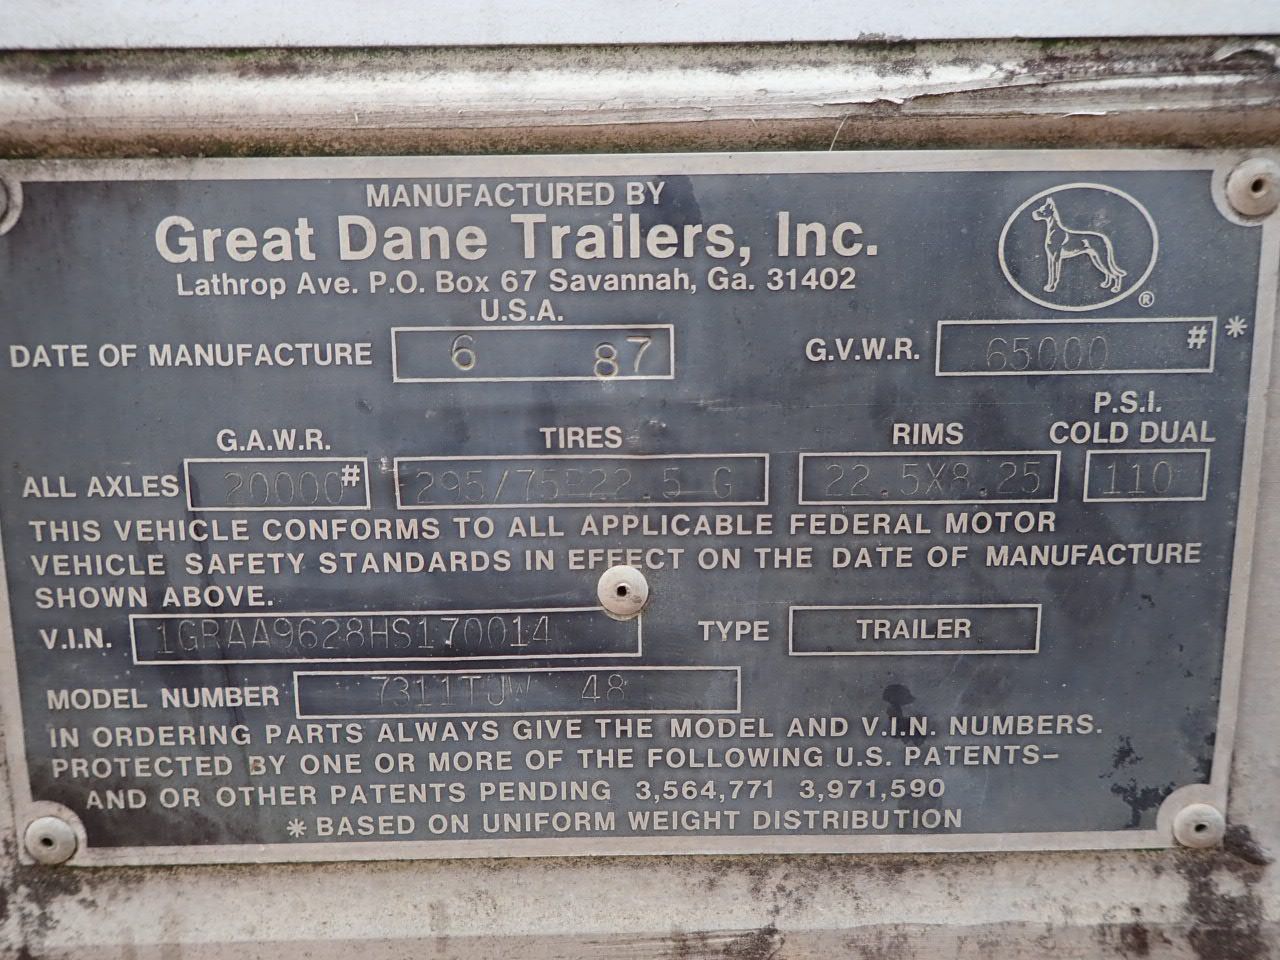 MANUFACTURED BY
Great Dane Trailers, Inc.
Lathrop Ave. P.O. Box 67 Savannah, Ga. 31402
U.S.A.
®
DATE OF MANUFACTURE 6 87 G.V.W.R. 65000 # *
G.A.W.R. TIRES RIMS P.S.I. COLD DUAL
ALL AXLES 20000 # 295/75R22.5 G 22.5X8.25 110
THIS VEHICLE CONFORMS TO ALL APPLICABLE FEDERAL MOTOR
VEHICLE SAFETY STANDARDS IN EFFECT ON THE DATE OF MANUFACTURE
SHOWN ABOVE.
V.I.N. 1GRAA9628HS170014 TYPE TRAILER
MODEL NUMBER 7311TJW 48
IN ORDERING PARTS ALWAYS GIVE THE MODEL AND V.I.N. NUMBERS.
PROTECTED BY ONE OR MORE OF THE FOLLOWING U.S. PATENTS–
AND OR OTHER PATENTS PENDING 3,564,771 3,971,590
* BASED ON UNIFORM WEIGHT DISTRIBUTION